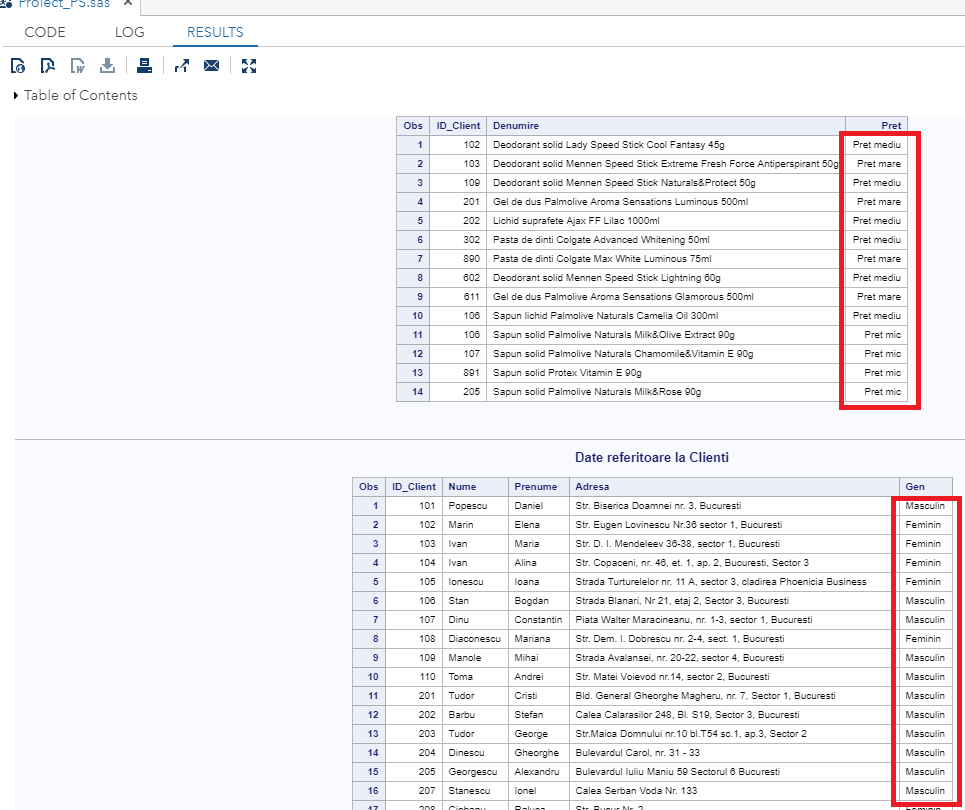 Project_PS.sas ×
CODE LOG RESULTS
Table of Contents
Obs ID_Client Denumire Pret
1 102 Deodorant solid Lady Speed Stick Cool Fantasy 45g Pret mediu
2 103 Deodorant solid Mennen Speed Stick Extreme Fresh Force Antiperspirant 50g Pret mare
3 109 Deodorant solid Mennen Speed Stick Naturals&Protect 50g Pret mediu
4 201 Gel de dus Palmolive Aroma Sensations Luminous 500ml Pret mare
5 202 Lichid suprafete Ajax FF Lilac 1000ml Pret mediu
6 302 Pasta de dinti Colgate Advanced Whitening 50ml Pret mediu
7 890 Pasta de dinti Colgate Max White Luminous 75ml Pret mare
8 602 Deodorant solid Mennen Speed Stick Lightning 60g Pret mediu
9 611 Gel de dus Palmolive Aroma Sensations Glamorous 500ml Pret mare
10 106 Sapun lichid Palmolive Naturals Camelia Oil 300ml Pret mediu
11 106 Sapun solid Palmolive Naturals Milk&Olive Extract 90g Pret mic
12 107 Sapun solid Palmolive Naturals Chamomile&Vitamin E 90g Pret mic
13 891 Sapun solid Protex Vitamin E 90g Pret mic
14 205 Sapun solid Palmolive Naturals Milk&Rose 90g Pret mic
Date referitoare la Clienti
Obs ID_Client Nume Prenume Adresa Gen
1 101 Popescu Daniel Str. Biserica Doamnei nr. 3, Bucuresti Masculin
2 102 Marin Elena Str. Eugen Lovinescu Nr.36 sector 1, Bucuresti Feminin
3 103 Ivan Maria Str. D. I. Mendeleev 36-38, sector 1, Bucuresti Feminin
4 104 Ivan Alina Str. Copaceni, nr. 46, et. 1, ap. 2, Bucuresti, Sector 3 Feminin
5 105 Ionescu Ioana Strada Turturelelor nr. 11 A, sector 3, cladirea Phoenicia Business Feminin
6 106 Stan Bogdan Strada Blanari, Nr 21, etaj 2, Sector 3, Bucuresti Masculin
7 107 Dinu Constantin Piata Walter Maracineanu, nr. 1-3, sector 1, Bucuresti Masculin
8 108 Diaconescu Mariana Str. Dem. I. Dobrescu nr. 2-4, sect. 1, Bucuresti Feminin
9 109 Manole Mihai Strada Avalansei, nr. 20-22, sector 4, Bucuresti Masculin
10 110 Toma Andrei Str. Matei Voievod nr.14, sector 2, Bucuresti Masculin
11 201 Tudor Cristi Bld. General Gheorghe Magheru, nr. 7, Sector 1, Bucuresti Masculin
12 202 Barbu Stefan Calea Calarasilor 248, Bl. S19, Sector 3, Bucuresti Masculin
13 203 Tudor George Str.Maica Domnului nr.10 bl.T54 sc.1, ap.3, Sector 2 Masculin
14 204 Dinescu Gheorghe Bulevardul Carol, nr. 31 - 33 Masculin
15 205 Georgescu Alexandru Bulevardul Iuliu Maniu 59 Sectorul 6 Bucuresti Masculin
16 207 Stanescu Ionel Calea Serban Voda Nr. 133 Masculin
17 208 Ciobanu Raluca Str. Bucur Nr. 2 Feminin